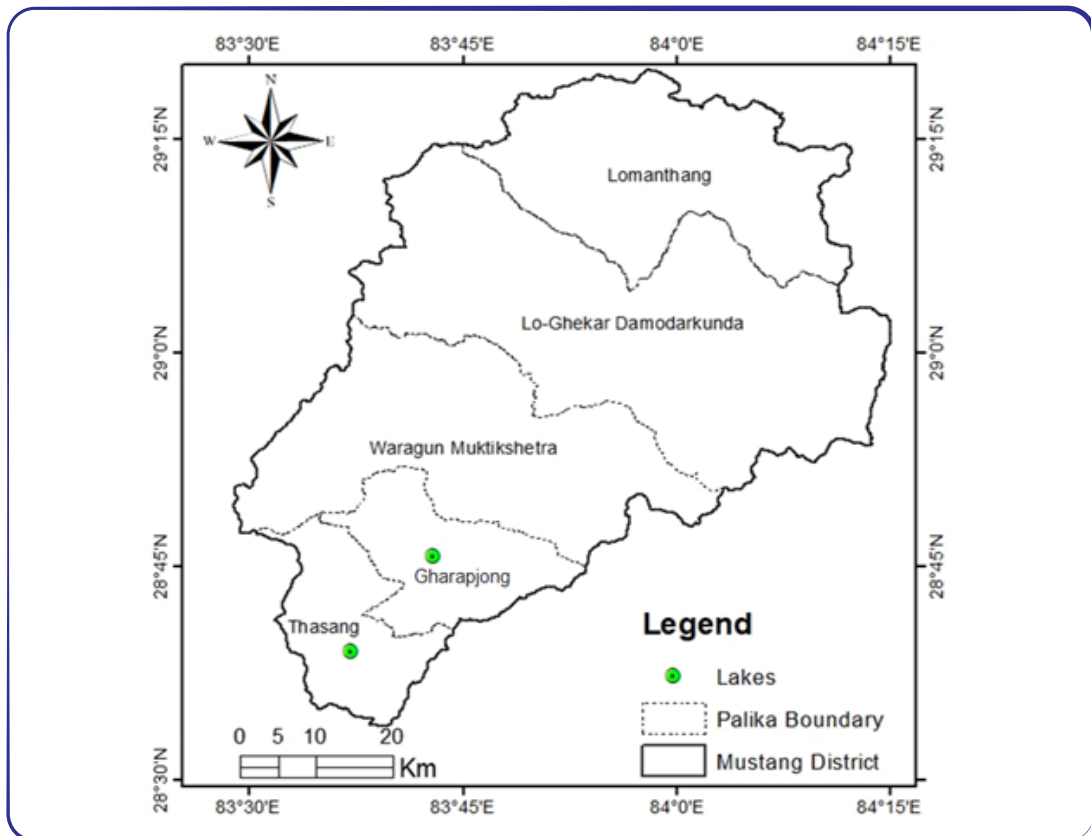 83°30'E 83°45'E 84°0'E 84°15'E
N
W E
S
29°15'N 29°15'N
Lomanthang
Lo-Ghekar Damodarkunda
29°0'N 29°0'N
Waragun Muktikshetra
28°45'N 28°45'N
Gharapjong
Thasang
Legend
Lakes
Palika Boundary
Mustang District
0 5 10 20
Km
28°30'N 28°30'N
83°30'E 83°45'E 84°0'E 84°15'E